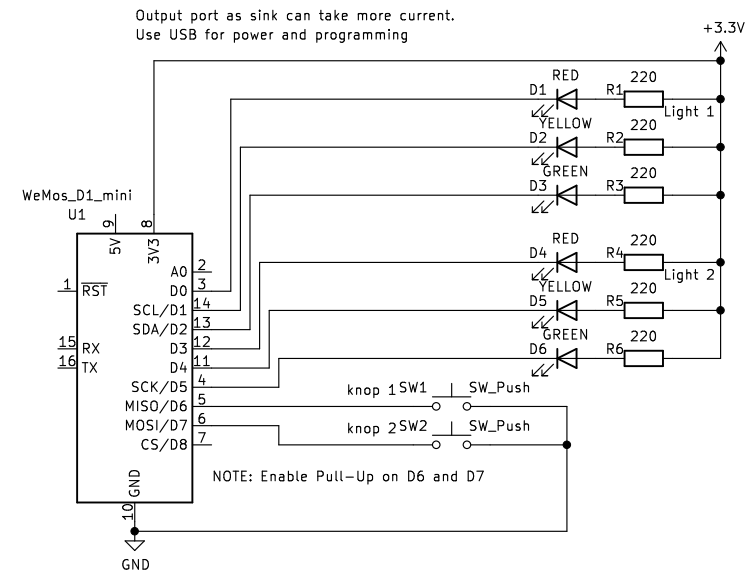 Output port as sink can take more current.
Use USB for power and programming
+3.3V
RED
220
D1
R1
Light 1
YELLOW
220
D2
R2
GREEN
220
D3
R3
WeMos_D1_mini
U1
9
8
5V
3V3
RED
220
D4
R4
Light 2
A0 2
1 RST
D0 3
YELLOW
220
D5
R5
SCL/D1 14
SDA/D2 13
GREEN
220
D6
R6
15 RX
D3 12
16 TX
D4 11
SCK/D5 4
knop 1 SW1 SW_Push
MISO/D6 5
MOSI/D7 6
knop 2 SW2 SW_Push
CS/D8 7
NOTE: Enable Pull-Up on D6 and D7
GND
10
GND